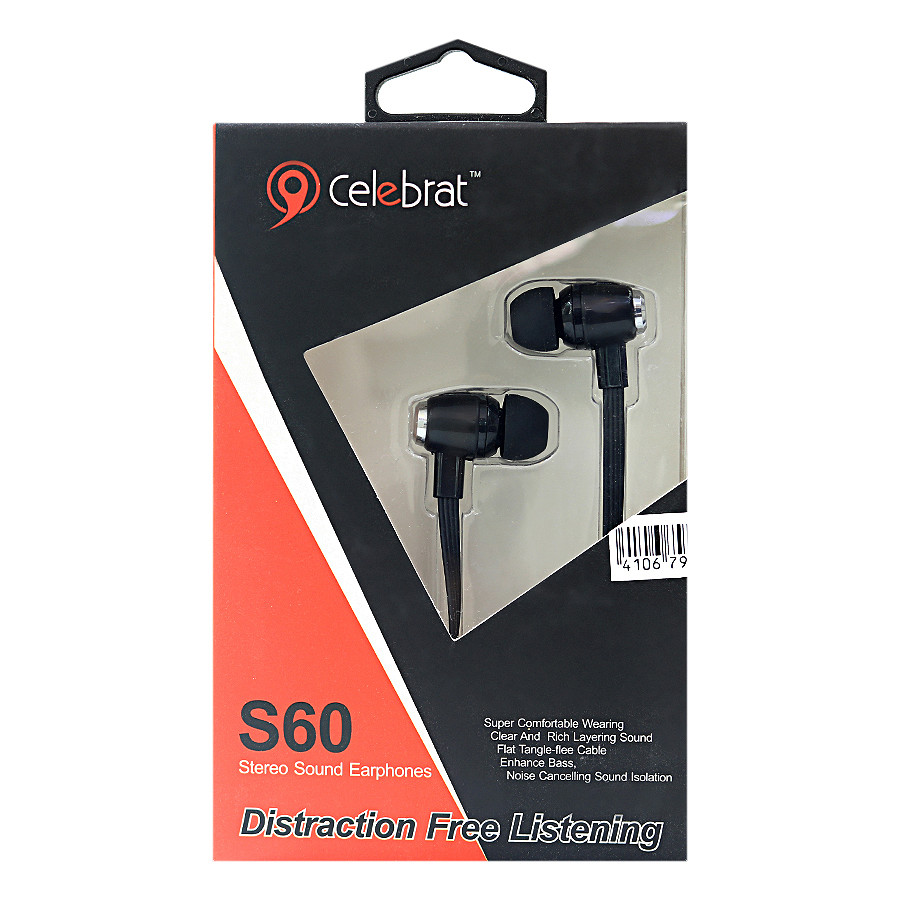 Celebrat™
4106 79
S60
Stereo Sound Earphones
Super Comfortable Wearing
Clear And Rich Layering Sound
Flat Tangle-flee Cable
Enhance Bass,
Noise Cancelling Sound Isolation
Distraction Free Listening